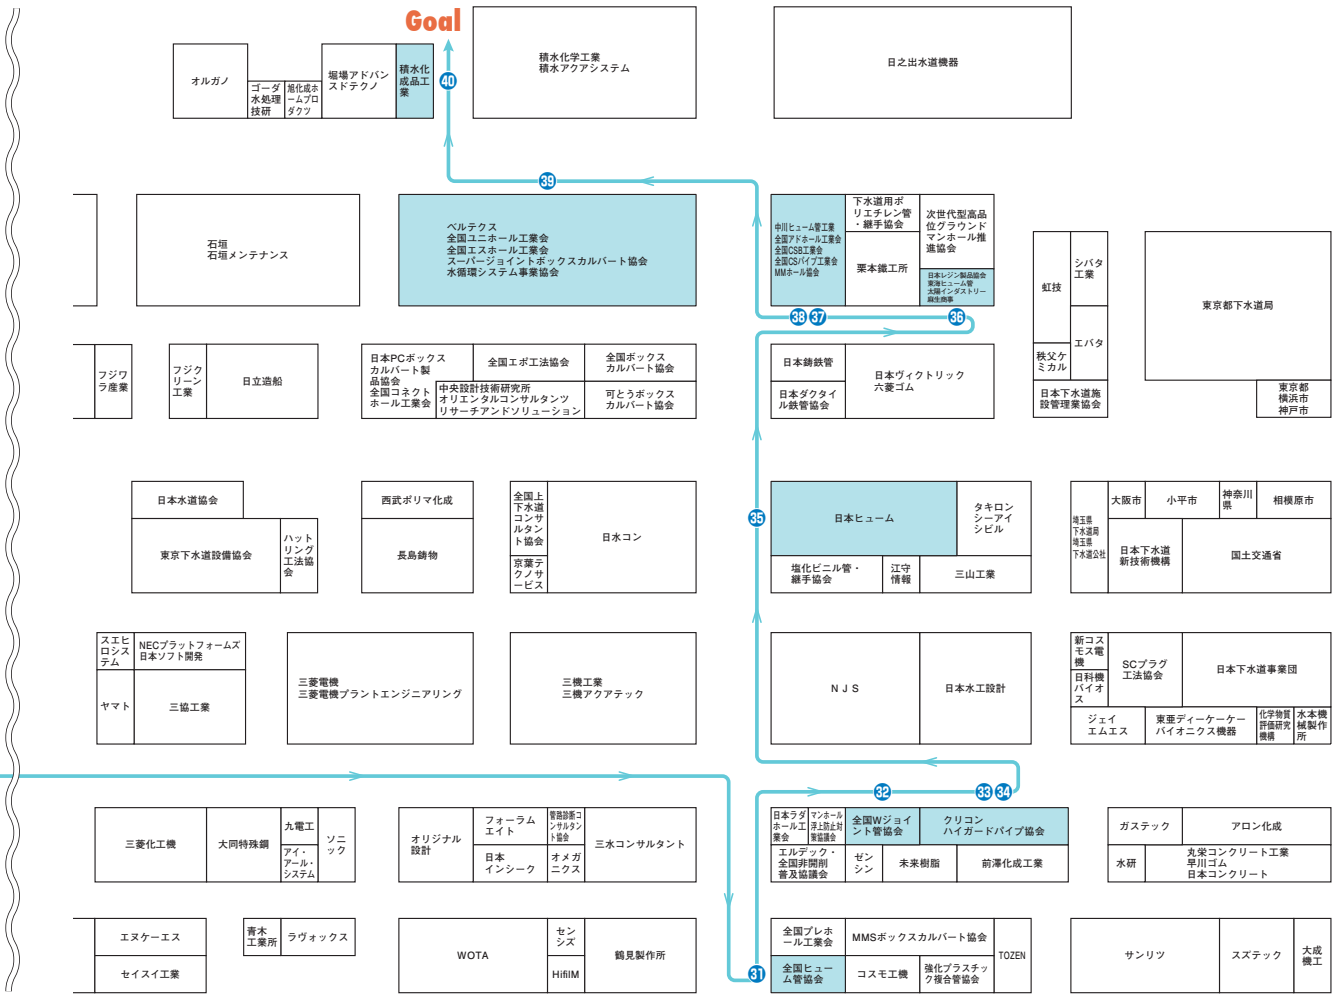 Goal
オルガノ
ゴーダ
水処理
技研
旭化成ホ
ームプロ
ダクツ
堀場アドバン
ステクノ
積水化
成品工
業
40
積水化学工業
積水アクアシステム
日之出水道機器
39
石垣
石垣メンテナンス
ベルテクス
全国ユニホール工業会
全国エスホール工業会
スーパージョイントボックスカルバート協会
水循環システム事業協会
中川ヒューム管工業
全国アドホール工業会
全国CSB工業会
全国CSパイプ工業会
MMホール協会
下水道用ポ
リエチレン管
・継手協会
栗本鐵工所
次世代型高品
位グラウンド
マンホール推
進協会
日本レジン製品協会
東海ヒューム管
太陽インダストリー
麻生商事
虹技
シバタ
工業
エバタ
秩父ケ
ミカル
日本下水道施
設管理業協会
東京都下水道局
東京都
横浜市
神戸市
38
37
36
フジワ
ラ産業
フジク
リーン
工業
日立造船
日本PCボックス
カルバート製
品協会
全国コネクト
ホール工業会
全国エポ工法協会
全国ボックス
カルバート協会
中央設計技術研究所
オリエンタルコンサルタンツ
リサーチアンドソリューション
可とうボックス
カルバート協会
日本鋳鉄管
日本ダクタイ
ル鉄管協会
日本ヴィクトリック
六菱ゴム
日本水道協会
東京下水道設備協会
ハット
リング
工法協
会
西武ポリマ化成
長島鋳物
全国上
下水道
コンサ
ルタン
ト協会
京葉テ
クノサ
ービス
日水コン
35
日本ヒューム
タキロン
シーアイ
シビル
塩化ビニル管・
継手協会
江守
情報
三山工業
埼玉県
下水道局
埼玉県
下水道公社
大阪市
小平市
神奈川
県
相模原市
日本下水道
新技術機構
国土交通省
スエヒ
ロシス
テム
NECプラットフォームズ
日本ソフト開発
ヤマト
三協工業
三菱電機
三菱電機プラントエンジニアリング
三機工業
三機アクアテック
NJS
日本水工設計
新コス
モス電
機
日科機
バイオ
ス
SCプラグ
工法協会
日本下水道事業団
ジェイ
エムエス
東亜ディーケーケー
バイオニクス機器
化学物質
評価研究
機構
水本機
械製作
所
32
33
34
三菱化工機
大同特殊鋼
九電工
アイ・
アール・
システム
ソニ
ック
オリジナル
設計
フォーラム
エイト
日本
インシーク
管路診断コ
ンサルタン
ト協会
オメガ
ニクス
三水コンサルタント
日本ラダ
ホール工
業会
マンホール
浮上防止対
策協議会
全国Wジョイ
ント管協会
クリコン
ハイガードパイプ協会
エルデック・
全国非開削
普及協議会
ゼン
シン
未来樹脂
前澤化成工業
ガステック
アロン化成
水研
丸栄コンクリート工業
早川ゴム
日本コンクリート
エヌケーエス
セイスイ工業
青木
工業所
ラヴォックス
WOTA
セン
シズ
HifilM
鶴見製作所
31
全国プレホ
ール工業会
全国ヒュー
ム管協会
MMSボックスカルバート協会
コスモ工機
強化プラスチッ
ク複合管協会
TOZEN
サンリツ
スズテック
大成
機工